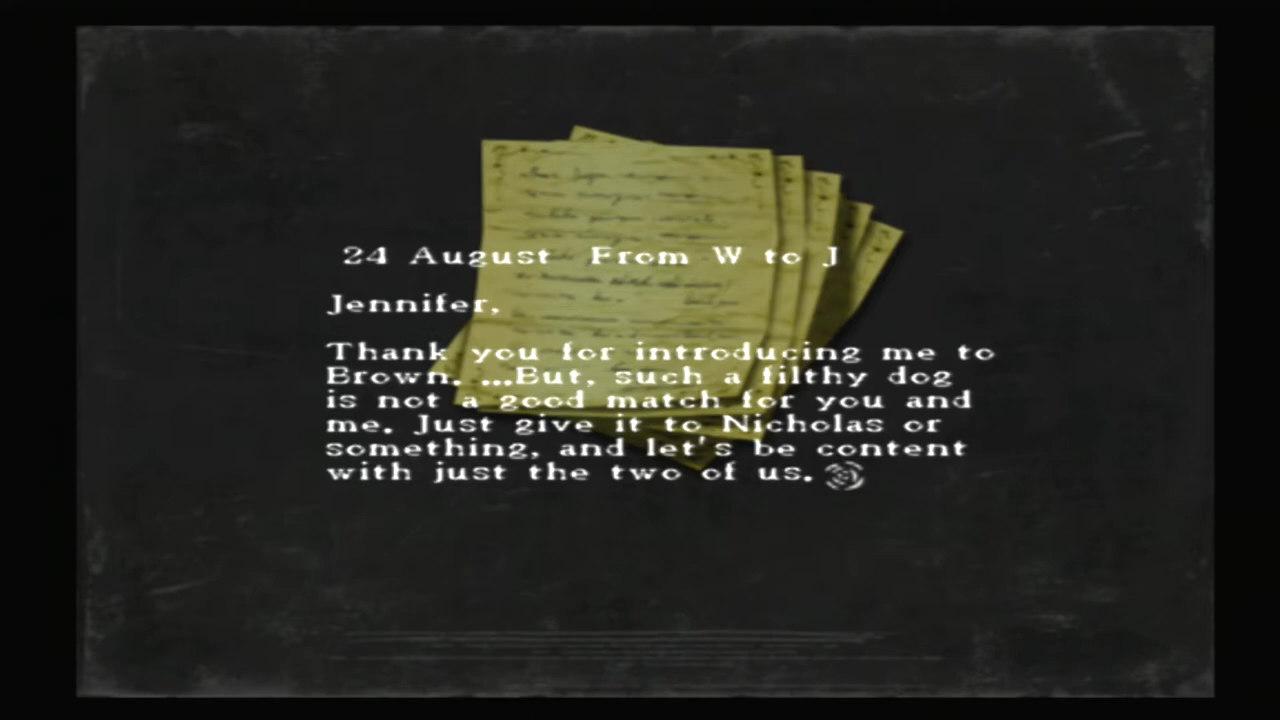 24 August From W to J
Jennifer,
Thank you for introducing me to
Brown. ...But, such a filthy dog
is not a good match for you and
me. Just give it to Nicholas or
something, and let's be content
with just the two of us.